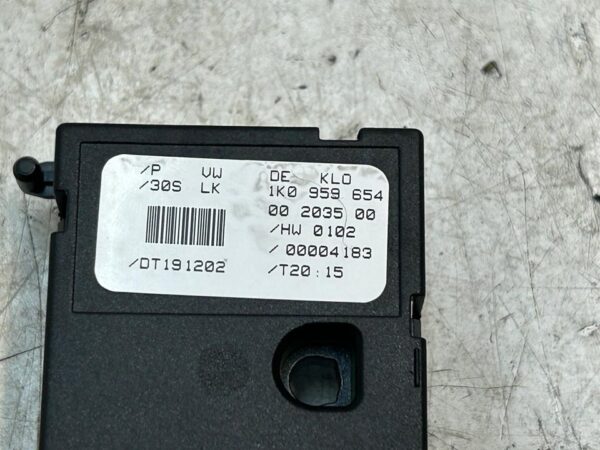 /P VW DE KLO
/30S LK 1K0 959 654
00 2035 00
/HW 0102
/00004183
/DT191202 /T20:15